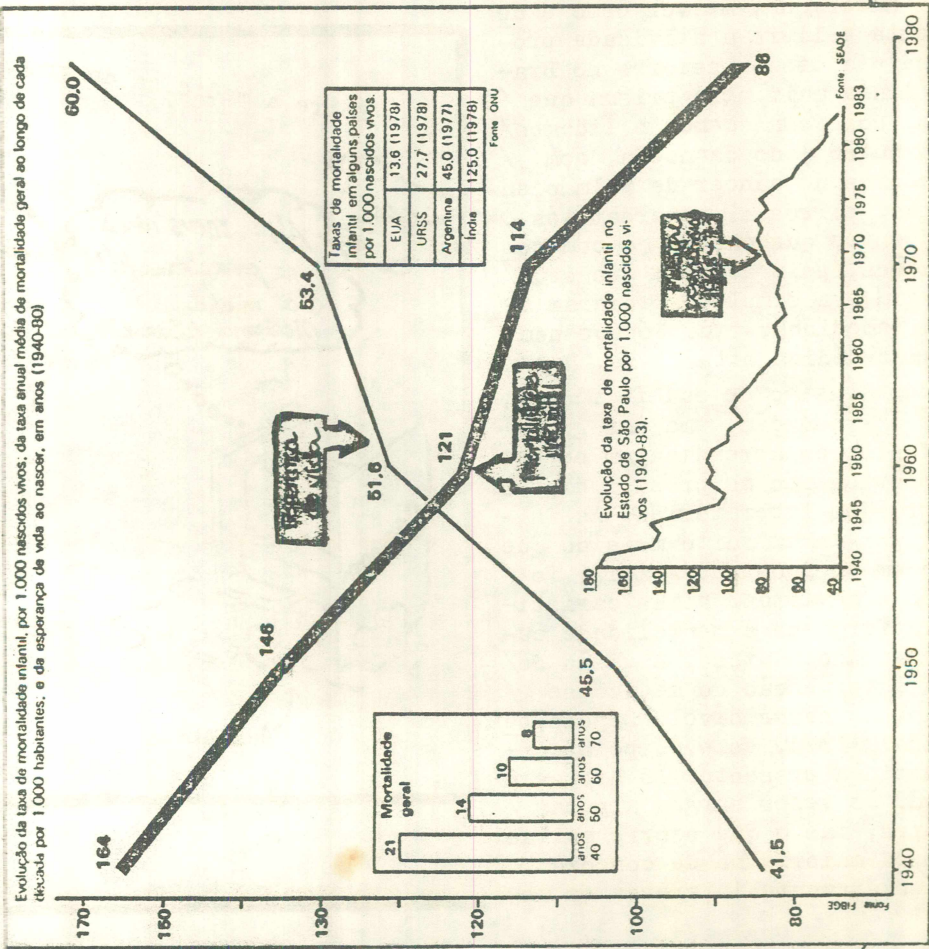 Evolução da taxa de mortalidade infantil, por 1.000 nascidos vivos; da taxa anual média de mortalidade geral ao longo de cada
década por 1.000 habitantes; e da esperança de vida ao nascer, em anos (1940-80)
170
150
130
120
100
80
164
146
121
114
86
41,5
45,5
51,6
53,4
60,0
Esperança
de vida
Mortalidade
infantil
Mortalidade
geral
21
14
10
8
anos
40
anos
50
anos
60
anos
70
Taxas de mortalidade
infantil em alguns países
por 1.000 nascidos vivos.
EUA 13,6 (1978)
URSS 27,7 (1978)
Argentina 45,0 (1977)
Índia 125,0 (1978)
Fonte ONU
Evolução da taxa de mortalidade infantil no
Estado de São Paulo por 1.000 nascidos vi-
vos (1940-83).
180
160
140
120
100
80
60
40
1940 1945 1950 1955 1960 1965 1970 1975 1980 1983
Fonte SEADE
1940 1950 1960 1970 1980
Fonte FIBGE